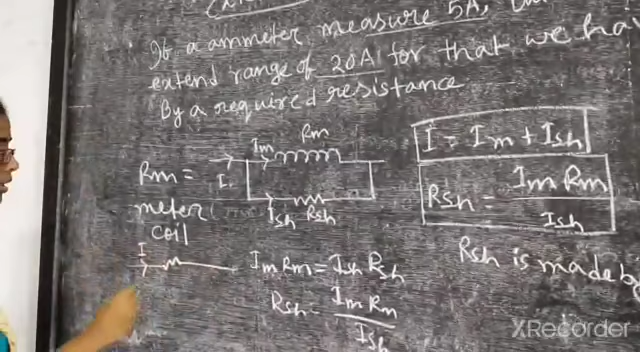 If a ammeter measure 5A,
extend range of 20A for that we hav
By a required resistance
Rm
Im
I
Rm =
meter
coil
Ish Rsh
I = Im + Ish
Rsh = Im Rm / Ish
I
Im Rm = Ish Rsh
Rsh = Im Rm / Ish
Rsh is made by
XRecorder